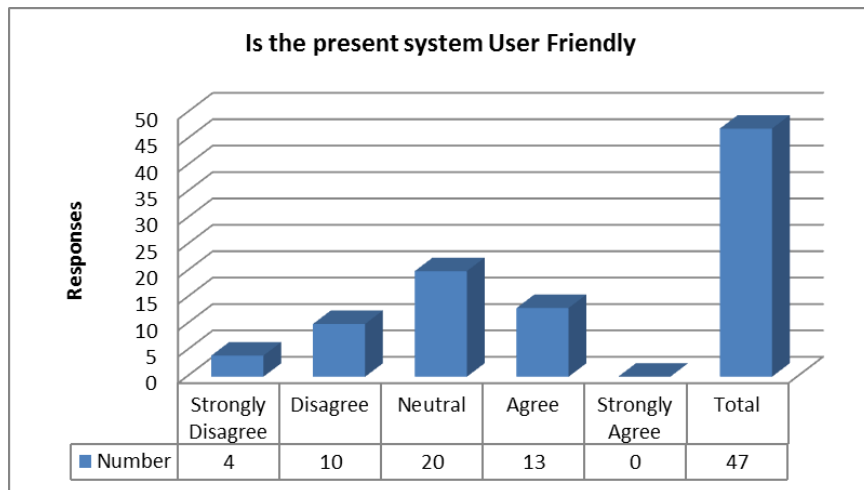 Is the present system User Friendly
Responses
50
45
40
35
30
25
20
15
10
5
0
Strongly Disagree Neutral Agree Strongly Total
Disagree Agree
Number 4 10 20 13 0 47